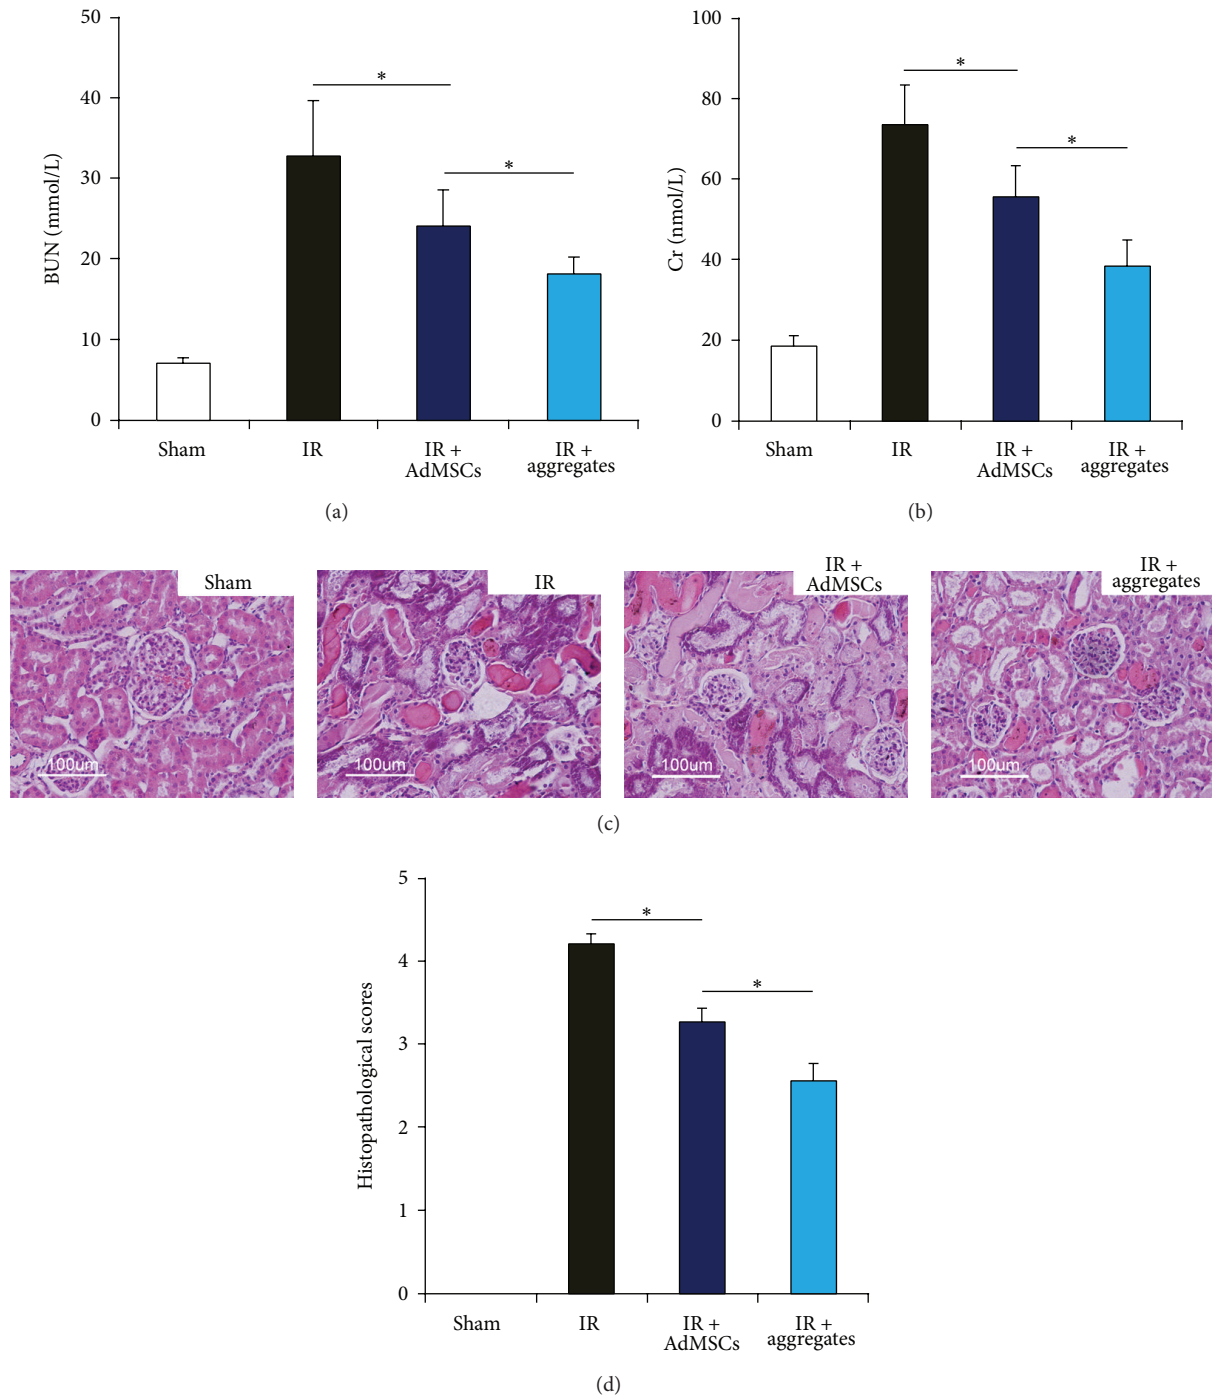 50
40
30
20
10
0
BUN (mmol/L)
*
*
Sham
IR
IR +
AdMSCs
IR +
aggregates
(a)
100
80
60
40
20
0
Cr (nmol/L)
*
*
Sham
IR
IR +
AdMSCs
IR +
aggregates
(b)
Sham
100um
IR
100um
IR +
AdMSCs
100um
IR +
aggregates
100um
(c)
5
4
3
2
1
0
Histopathological scores
*
*
Sham
IR
IR +
AdMSCs
IR +
aggregates
(d)